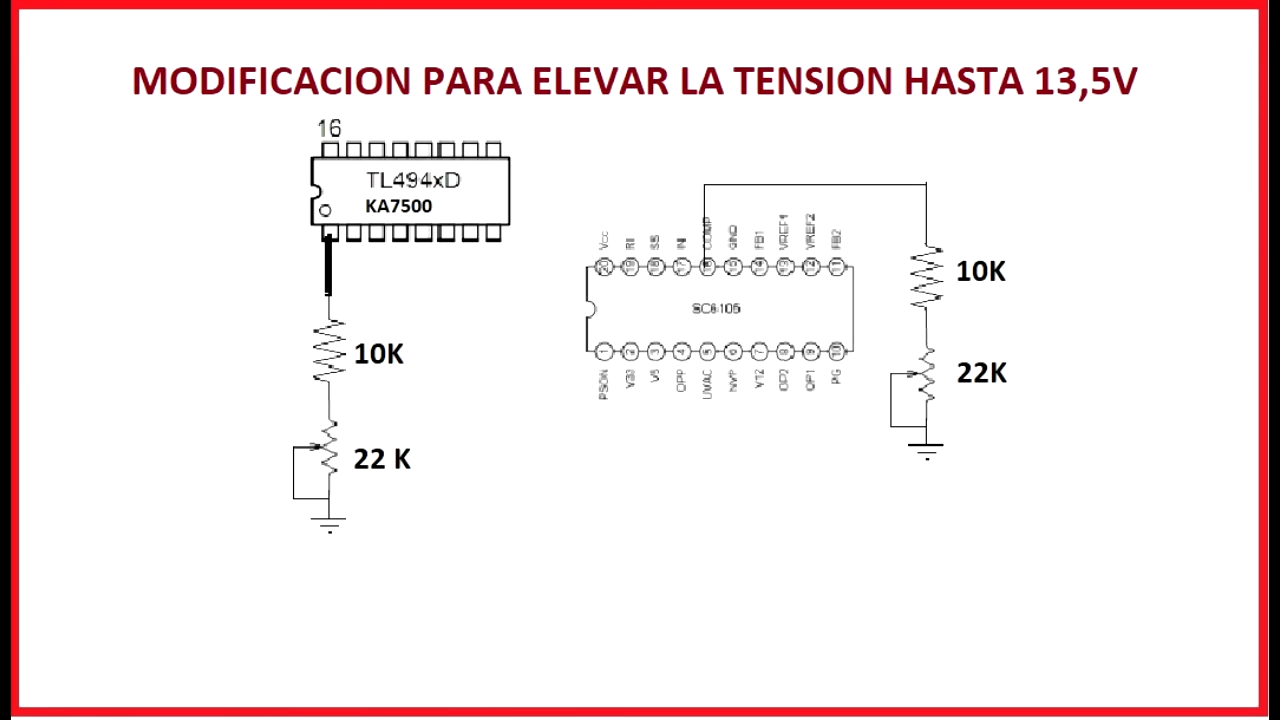 MODIFICACION PARA ELEVAR LA TENSION HASTA 13,5V
16
TL494xD
KA7500
10K
22 K
Vcc
RI
SS
IN
COMP
GND
FB1
VREF1
VREF2
FB2
20
19
18
17
16
15
14
13
12
11
SC6105
1
2
3
4
5
6
7
8
9
10
PSON
V33
V5
OPP
UVAC
NVP
V12
OP2
OP1
PG
10K
22K